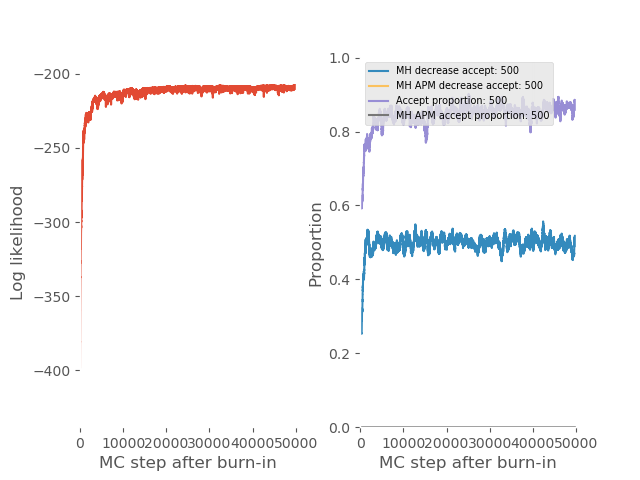 −200
−250
−300
−350
−400
Log likelihood
0 10000 20000 30000 40000 50000
MC step after burn-in
1.0
0.8
0.6
0.4
0.2
0.0
Proportion
MH decrease accept: 500
MH APM decrease accept: 500
Accept proportion: 500
MH APM accept proportion: 500
0 10000 20000 30000 40000 50000
MC step after burn-in